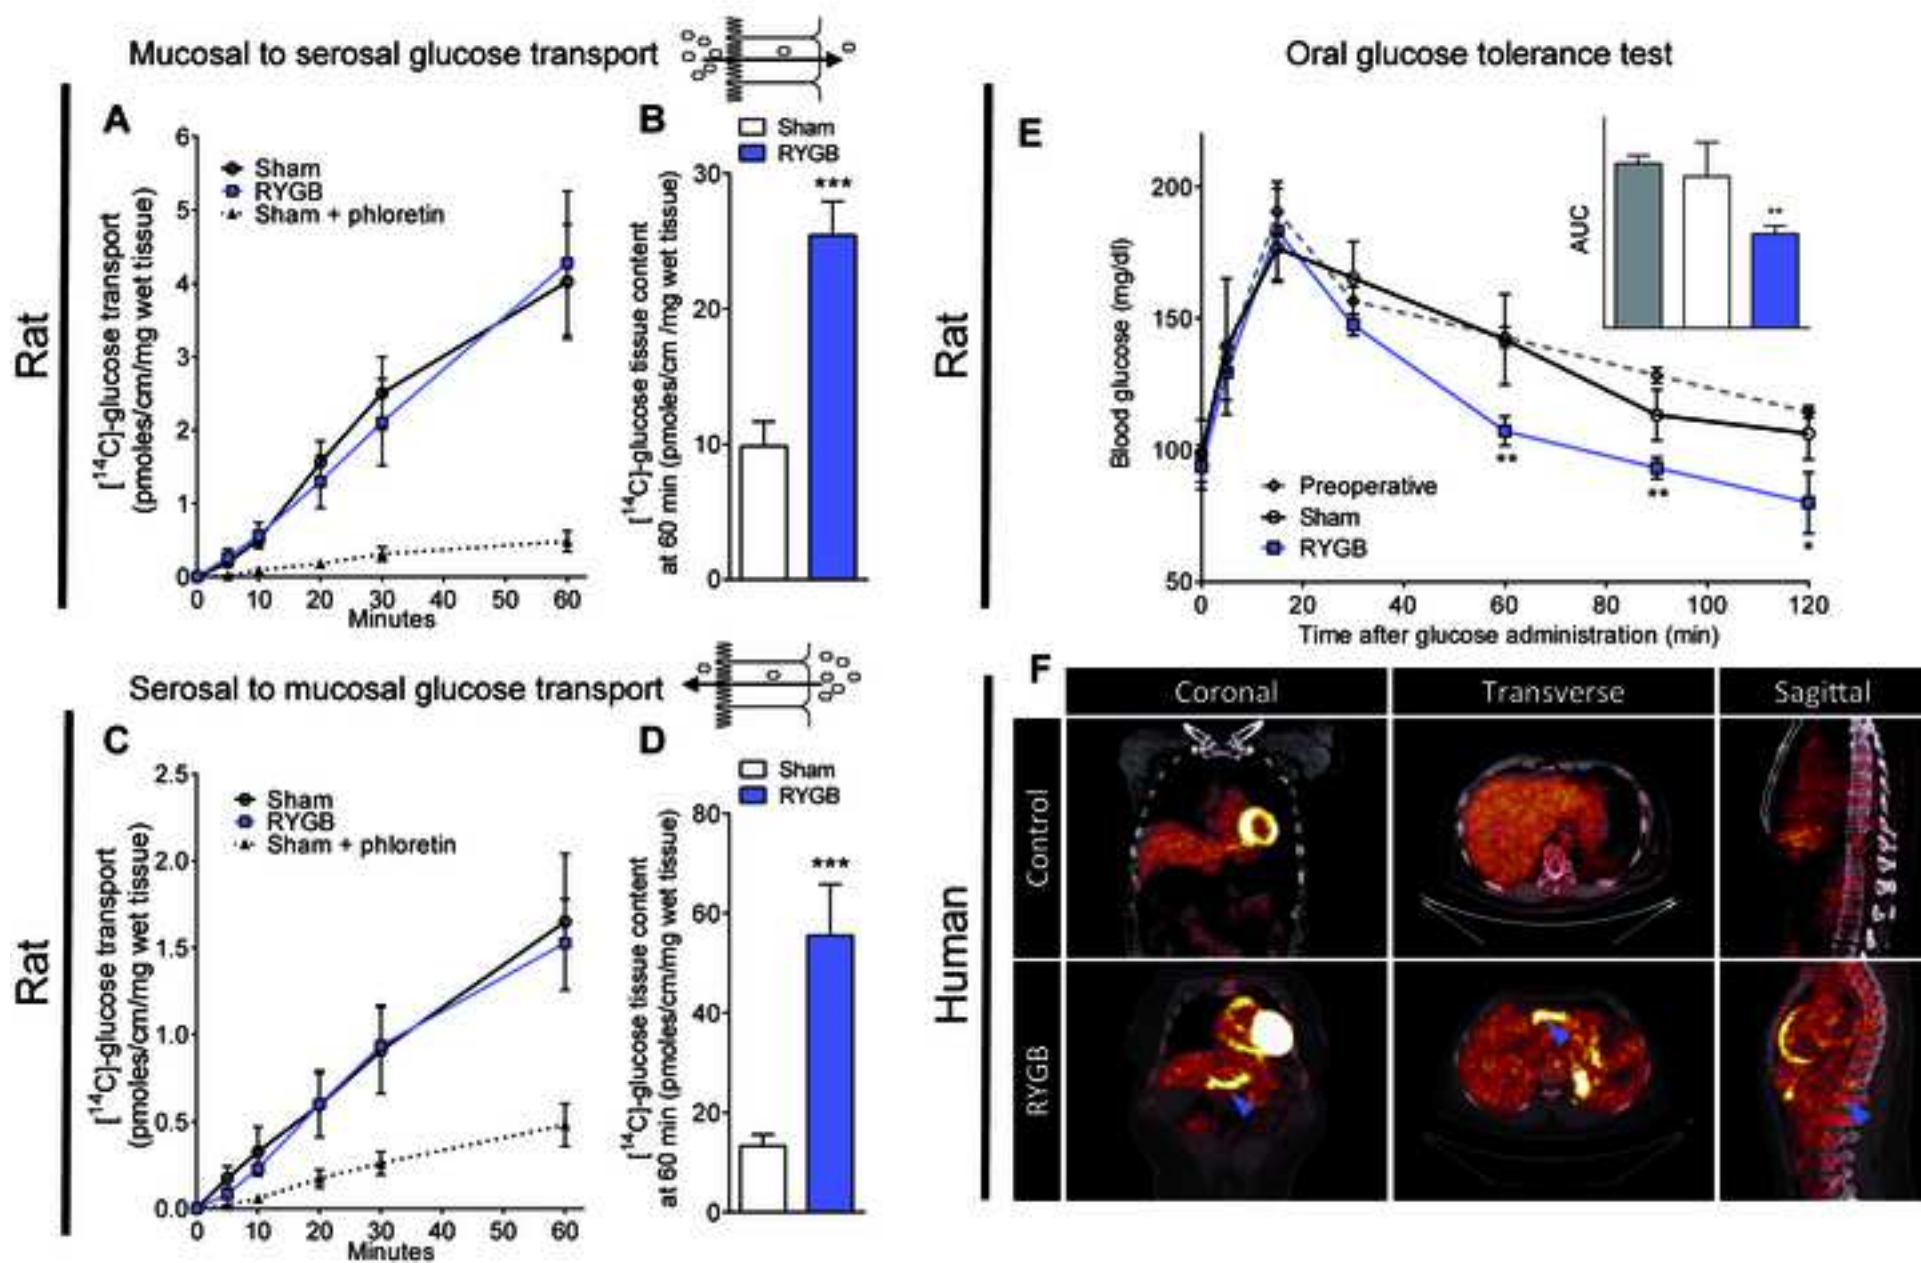 Mucosal to serosal glucose transport
Rat
A
[¹⁴C]-glucose transport
(pmoles/cm/mg wet tissue)
6
5
4
3
2
1
0
Sham
RYGB
Sham + phloretin
0 10 20 30 40 50 60
Minutes
B
Sham
RYGB
[¹⁴C]-glucose tissue content
at 60 min (pmoles/cm /mg wet tissue)
30
20
10
0
***
Serosal to mucosal glucose transport
Rat
C
[¹⁴C]-glucose transport
(pmoles/cm/mg wet tissue)
2.5
2.0
1.5
1.0
0.5
0.0
Sham
RYGB
Sham + phloretin
0 10 20 30 40 50 60
Minutes
D
Sham
RYGB
[¹⁴C]-glucose tissue content
at 60 min (pmoles/cm/mg wet tissue)
80
60
40
20
0
***
Oral glucose tolerance test
Rat
E
Blood glucose (mg/dl)
200
150
100
50
Preoperative
Sham
RYGB
**
**
*
0 20 40 60 80 100 120
Time after glucose administration (min)
AUC
**
Human
F
Coronal Transverse Sagittal
Control
RYGB